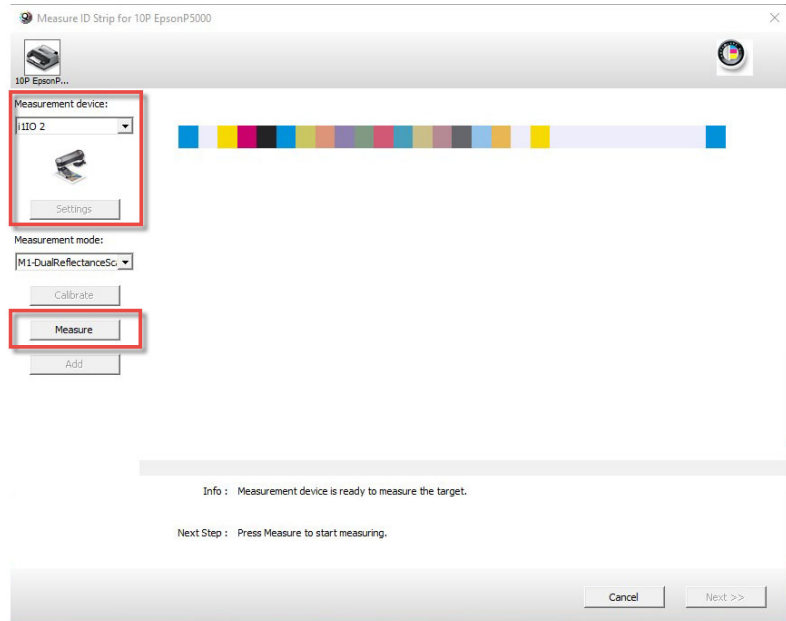 Measure ID Strip for 10P EpsonP5000
10P EpsonP...
Measurement device:
i1IO 2
Settings
Measurement mode:
M1-DualReflectanceSc
Calibrate
Measure
Add
Info : Measurement device is ready to measure the target.
Next Step : Press Measure to start measuring.
Cancel
Next >>